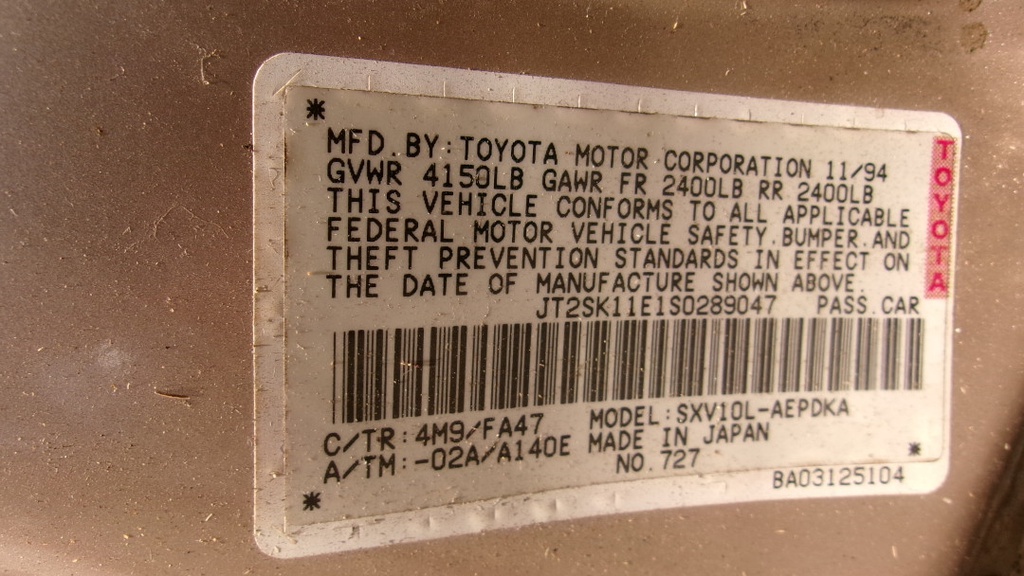 MFD. BY: TOYOTA MOTOR CORPORATION 11/94
GVWR 4150LB GAWR FR 2400LB RR 2400LB
THIS VEHICLE CONFORMS TO ALL APPLICABLE
FEDERAL MOTOR VEHICLE SAFETY, BUMPER, AND
THEFT PREVENTION STANDARDS IN EFFECT ON
THE DATE OF MANUFACTURE SHOWN ABOVE.
JT2SK11E1S0289047 PASS. CAR
C/TR: 4M9/FA47 MODEL: SXV10L-AEPDKA
A/TM: -02A/A140E MADE IN JAPAN
NO. 727
BA03125104
TOYOTA